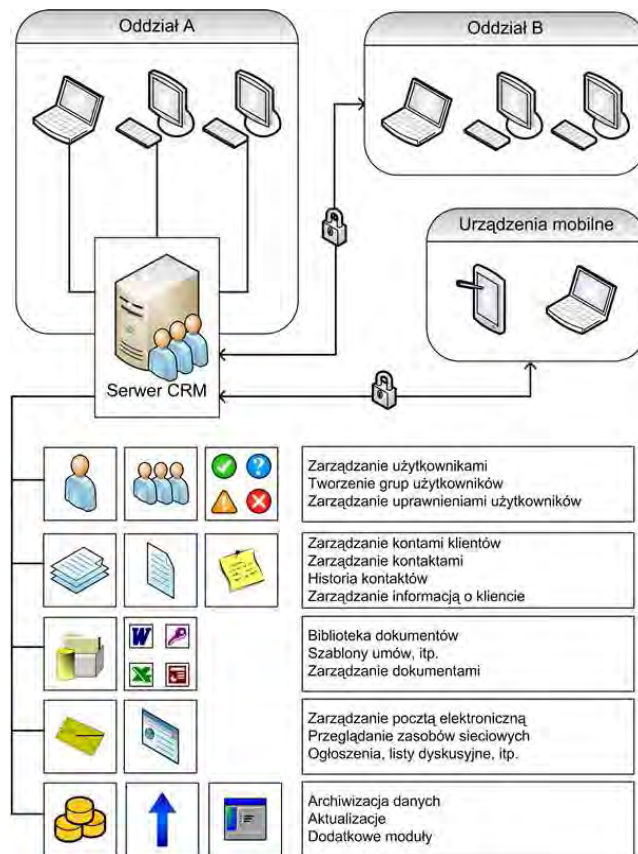 Oddział A
Oddział B
Urządzenia mobilne
Serwer CRM
Zarządzanie użytkownikami
Tworzenie grup użytkowników
Zarządzanie uprawnieniami użytkowników
Zarządzanie kontami klientów
Zarządzanie kontaktami
Historia kontaktów
Zarządzanie informacją o kliencie
Biblioteka dokumentów
Szablony umów, itp.
Zarządzanie dokumentami
Zarządzanie pocztą elektroniczną
Przeglądanie zasobów sieciowych
Ogłoszenia, listy dyskusyjne, itp.
Archiwizacja danych
Aktualizacje
Dodatkowe moduły